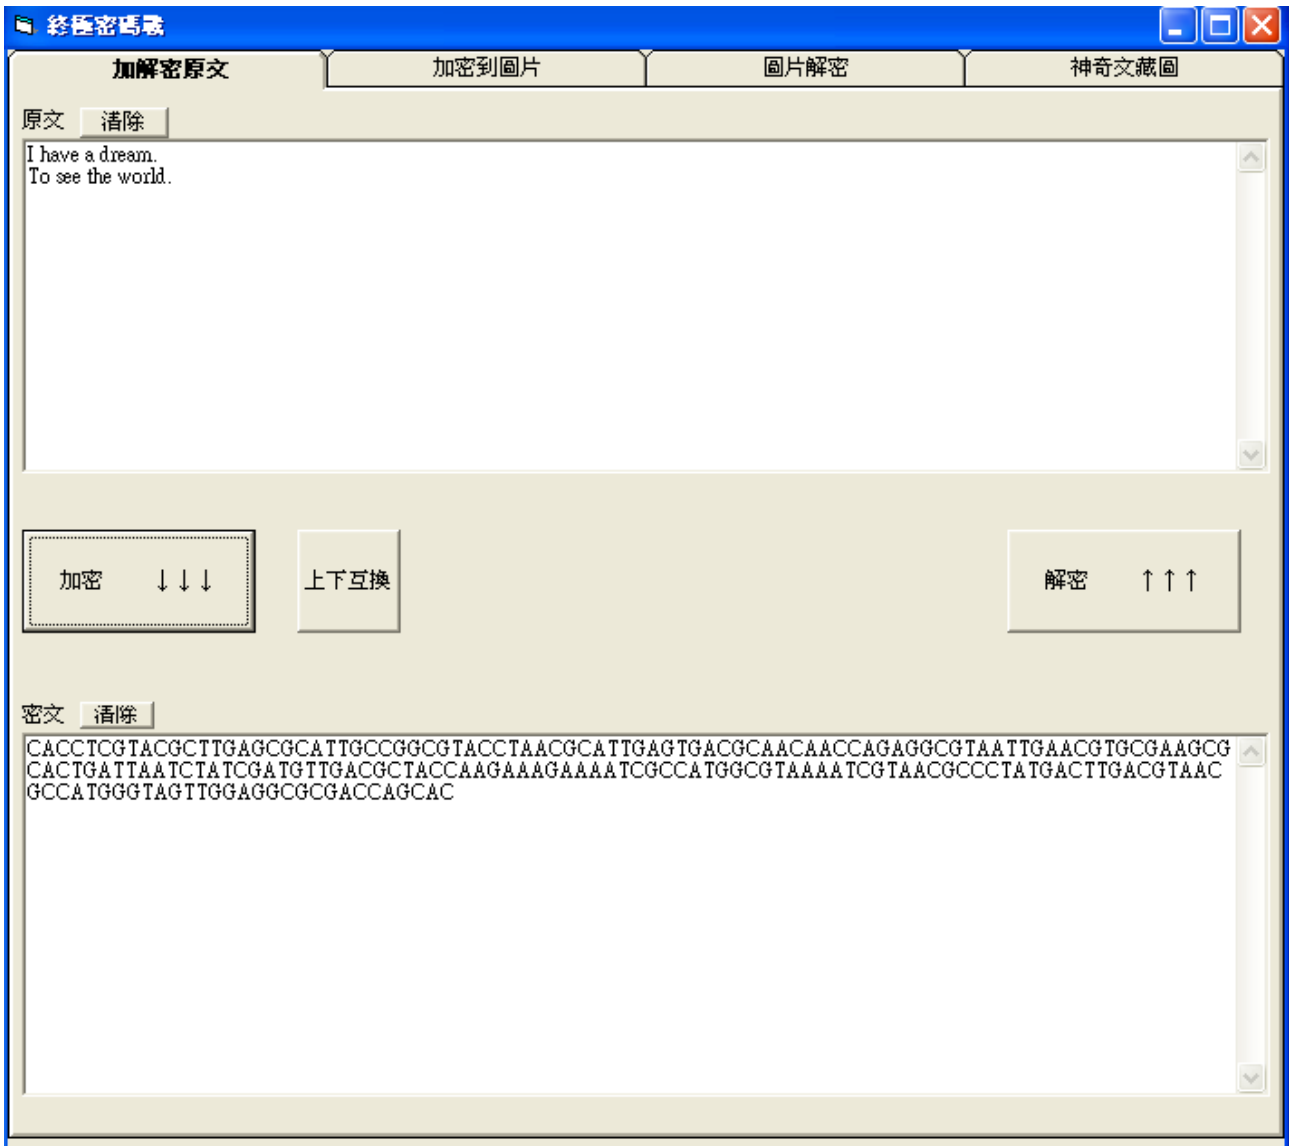 終極密碼戰
加解密原文 加密到圖片 圖片解密 神奇文藏圖
原文 清除
I have a dream.
To see the world.
加密 ↓↓↓ 上下互換 解密 ↑↑↑
密文 清除
CACCTCGTACGCTTGAGCGCATTGCCGGCGTACCTAACGCATTGAGTGACGCAACAACCAGAGGCGTAATTGAACGTGCGAAGCG
CACTGATTAATCTATCGATGTTGACGCTACCAAGAAAGAAAATCGCCATGGCGTAAAATCGTAACGCCCTATGACTTGACGTAAC
GCCATGGGTAGTTGGAGGCGCGACCAGCAC